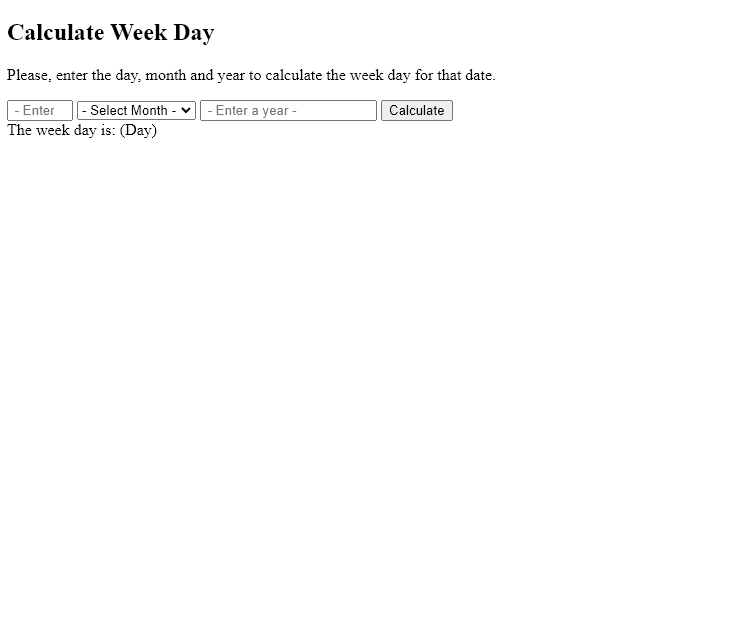 Calculate Week Day
Please, enter the day, month and year to calculate the week day for that date.
- Enter - Select Month - - Enter a year - Calculate
The week day is: (Day)